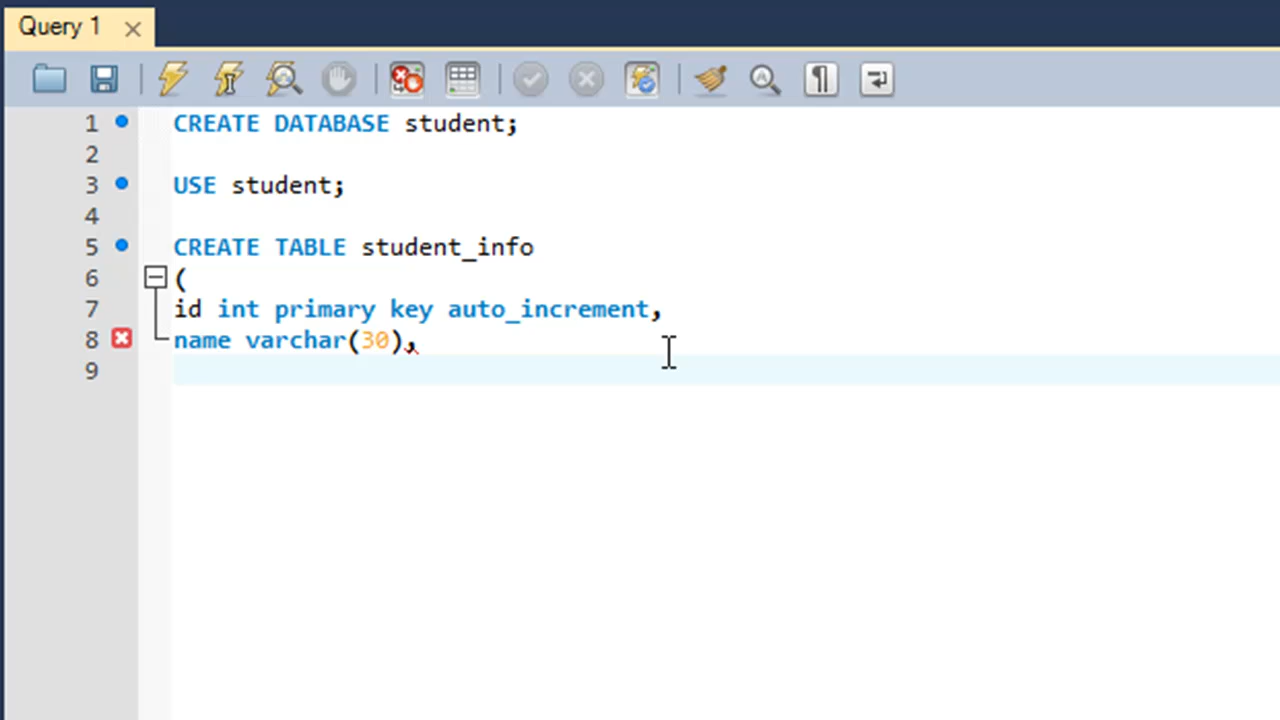 Query 1
1 CREATE DATABASE student;
2
3 USE student;
4
5 CREATE TABLE student_info
6 (
7 id int primary key auto_increment,
8 name varchar(30),
9